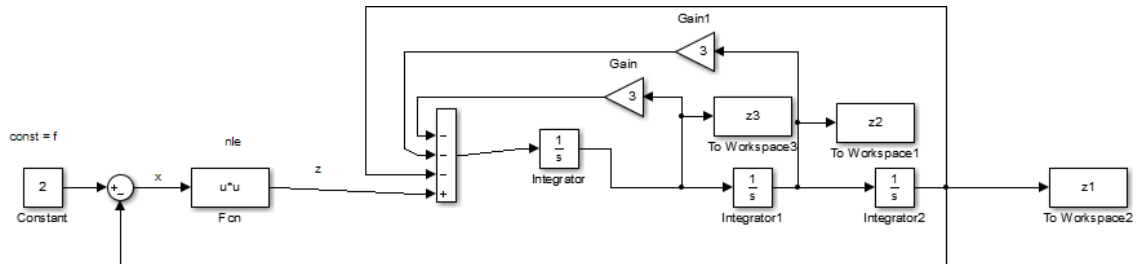 Gain1
3
Gain
3
z3
To Workspace3
z2
To Workspace1
const = f
nle
2
Constant
+
−
x
u*u
Fcn
z
−
−
−
+
1
s
Integrator
1
s
Integrator1
1
s
Integrator2
z1
To Workspace2